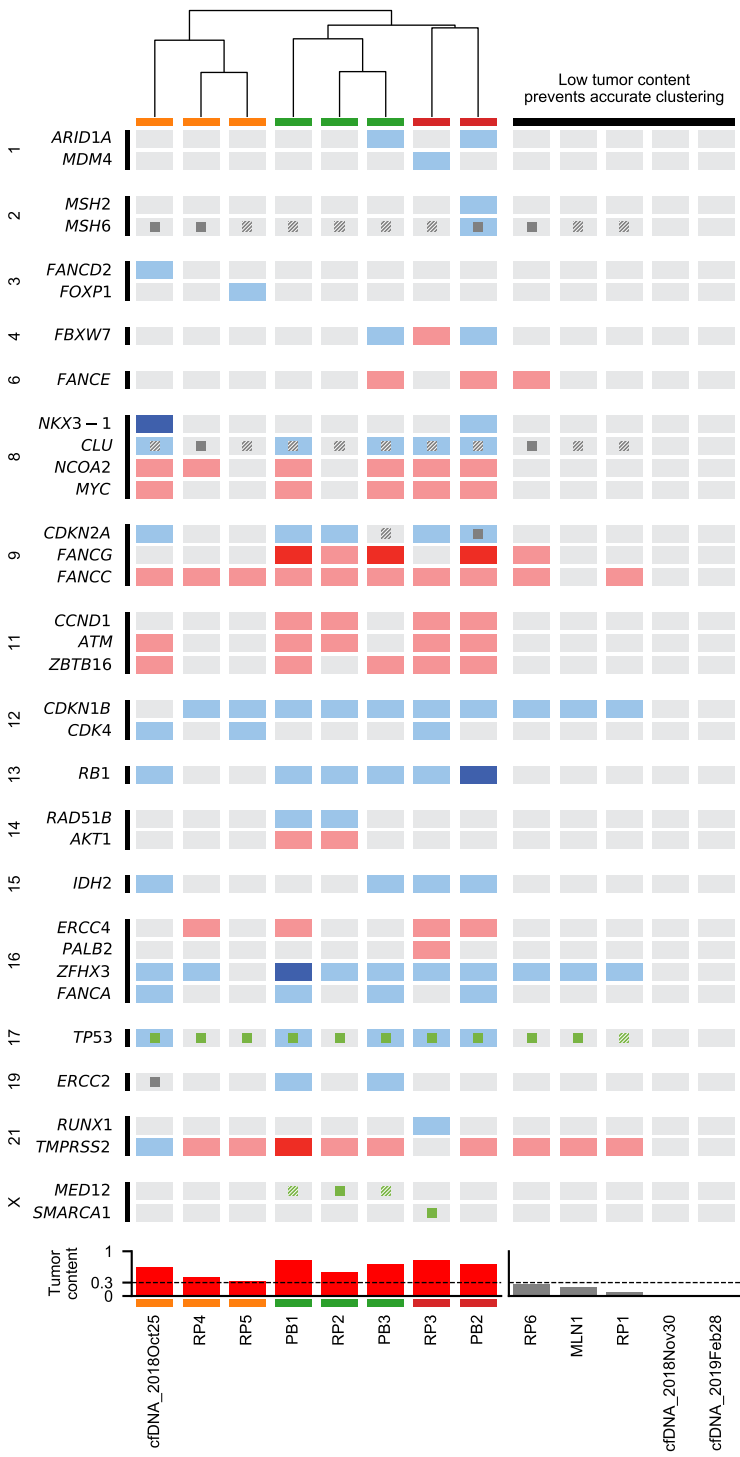 Low tumor content
prevents accurate clustering
1
ARID1A
MDM4
2
MSH2
MSH6
3
FANCD2
FOXP1
4
FBXW7
6
FANCE
8
NKX3 − 1
CLU
NCOA2
MYC
9
CDKN2A
FANCG
FANCC
11
CCND1
ATM
ZBTB16
12
CDKN1B
CDK4
13
RB1
14
RAD51B
AKT1
15
IDH2
16
ERCC4
PALB2
ZFHX3
FANCA
17
TP53
19
ERCC2
21
RUNX1
TMPRSS2
X
MED12
SMARCA1
Tumor
content
1
0.3
0
cfDNA_2018Oct25
RP4
RP5
PB1
RP2
PB3
RP3
PB2
RP6
MLN1
RP1
cfDNA_2018Nov30
cfDNA_2019Feb28